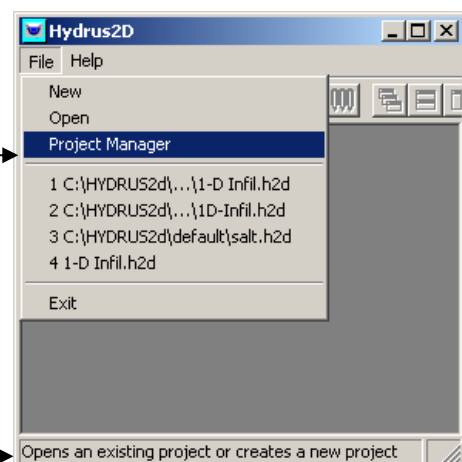 Hydrus2D
File Help
New
Open
Project Manager
1 C:\HYDRUS2d\...\1-D Infil.h2d
2 C:\HYDRUS2d\...\1D-Infil.h2d
3 C:\HYDRUS2d\default\salt.h2d
4 1-D Infil.h2d
Exit
Opens an existing project or creates a new project